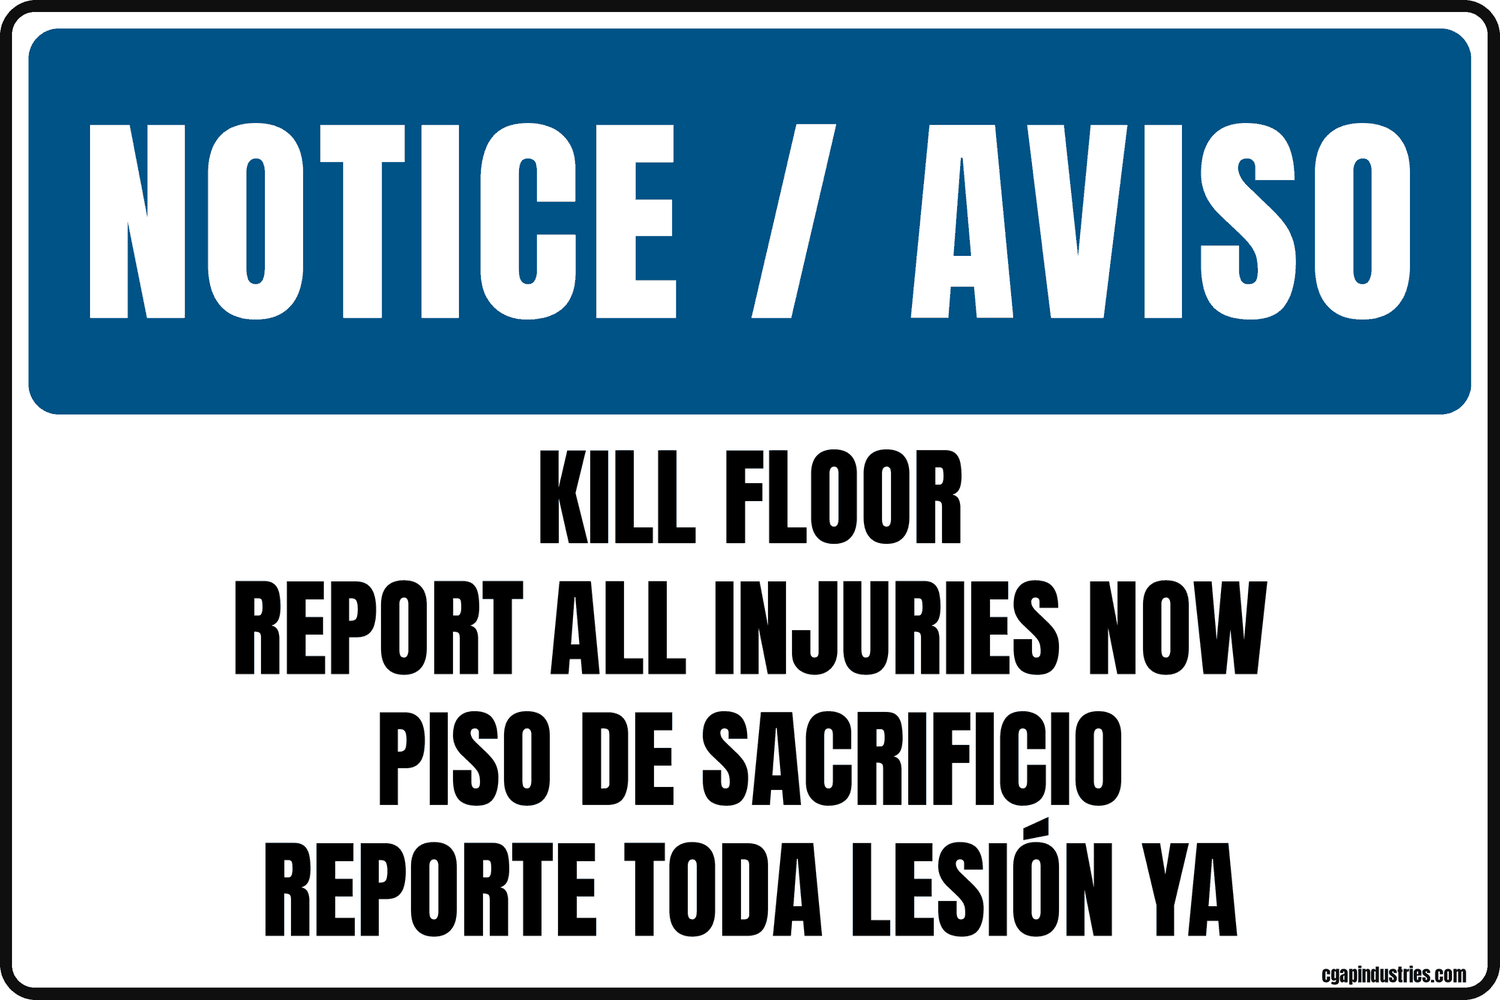 NOTICE / AVISO
KILL FLOOR
REPORT ALL INJURIES NOW
PISO DE SACRIFICIO
REPORTE TODA LESIÓN YA
cgapindustries.com